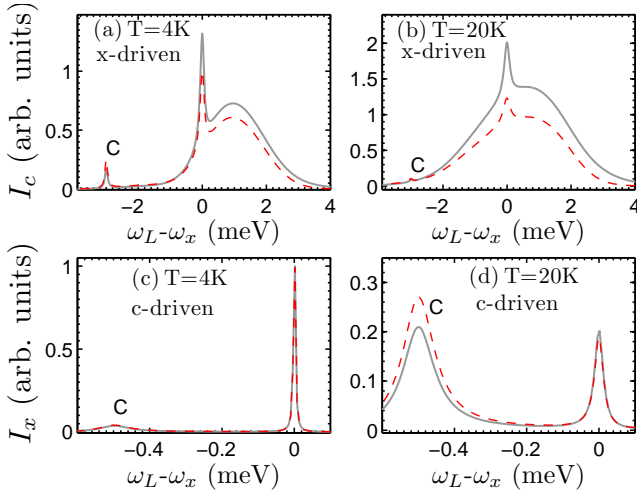 (a) T=4K
x-driven
C
I_c (arb. units)
0
0.5
1
−2
0
2
4
ω_L-ω_x (meV)
(b) T=20K
x-driven
C
0
0.5
1
1.5
2
−2
0
2
4
ω_L-ω_x (meV)
(c) T=4K
c-driven
C
I_x (arb. units)
0
0.5
1
−0.4
−0.2
0
ω_L-ω_x (meV)
(d) T=20K
c-driven
C
0
0.1
0.2
0.3
−0.4
−0.2
0
ω_L-ω_x (meV)